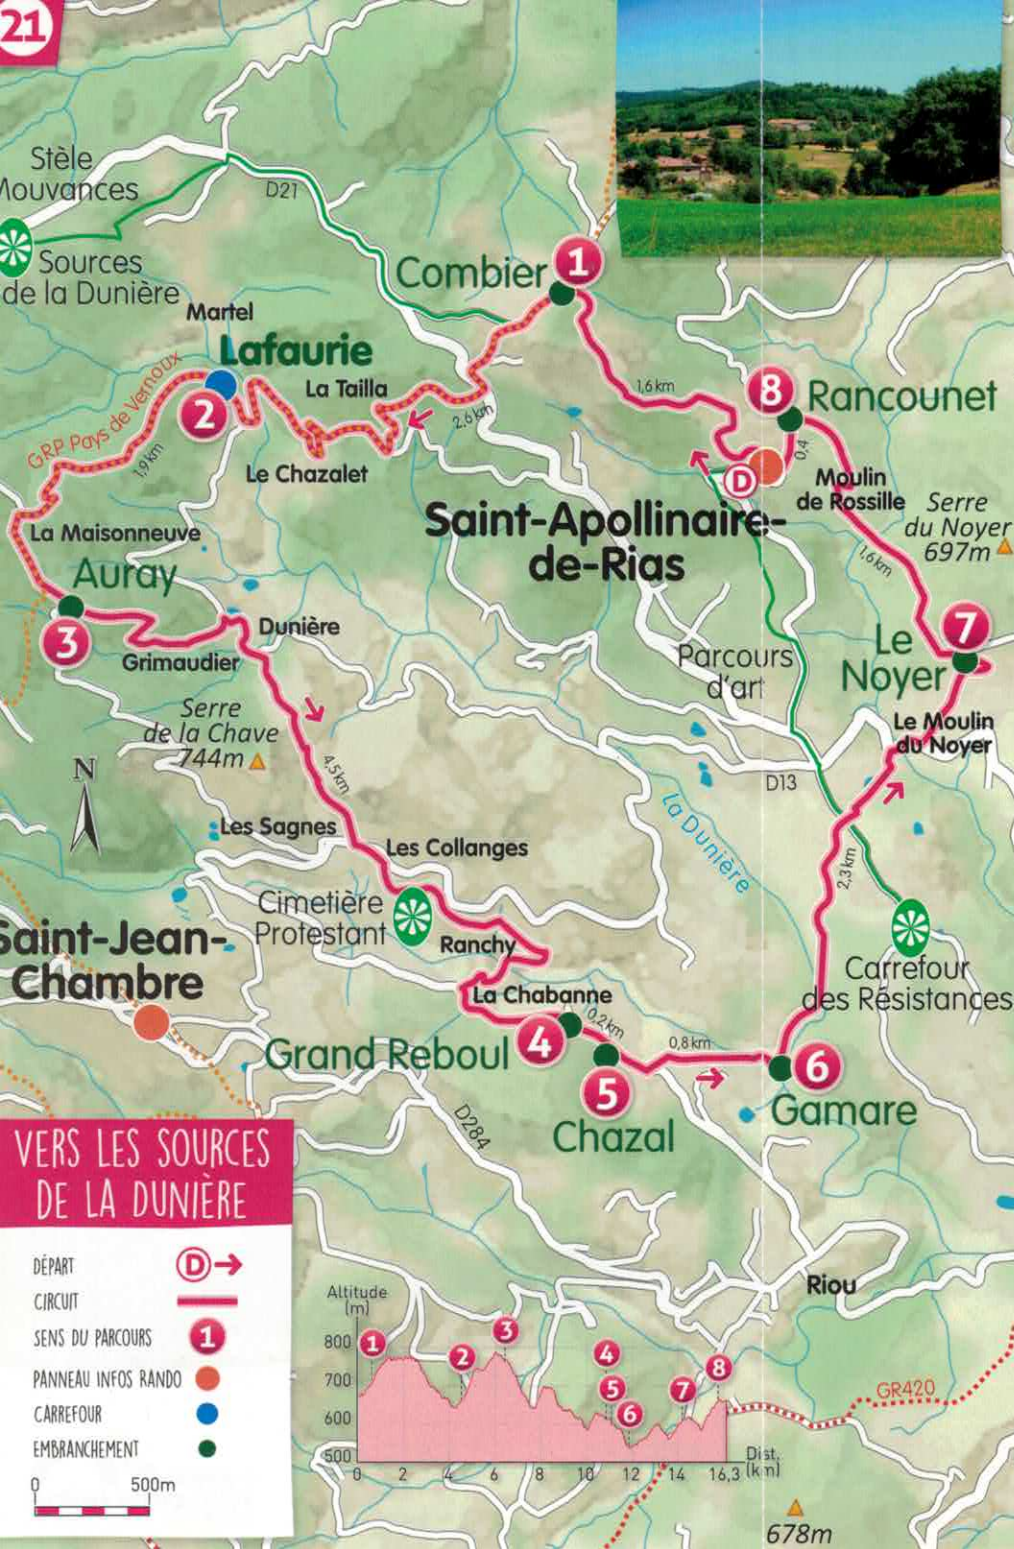 21
Stèle
Mouvances
D21
Sources
de la Dunière
Combier
1
Martel
Lafaurie
GRP Pays de Vernoux
2
La Tailla
2,6 km
1,6 km
8
Rancounet
0,4
1,9 km
Le Chazalet
D
Moulin
de Rossille
Saint-Apollinaire-
de-Rias
Serre
du Noyer
697m
1,6 km
La Maisonneuve
Auray
3
Dunière
Grimaudier
7
Le
Noyer
Parcours
d'art
Serre
de la Chave
744m
Le Moulin
du Noyer
N
4,5 km
D13
La Dunière
Les Sagnes
Les Collanges
2,3 km
Cimetière
Protestant
Ranchy
Saint-Jean-
Chambre
Carrefour
des Résistances
La Chabanne
0,2 km
Grand Reboul
4
0,8 km
5
Chazal
6
Gamare
D284
VERS LES SOURCES
DE LA DUNIÈRE
DÉPART D
CIRCUIT
SENS DU PARCOURS 1
PANNEAU INFOS RANDO
CARREFOUR
EMBRANCHEMENT
0 500m
Riou
Altitude
(m)
800
700
600
500
1
2
3
4
5
6
7
8
0 2 4 6 8 10 12 14 16,3
Dist.
(km)
GR420
678m